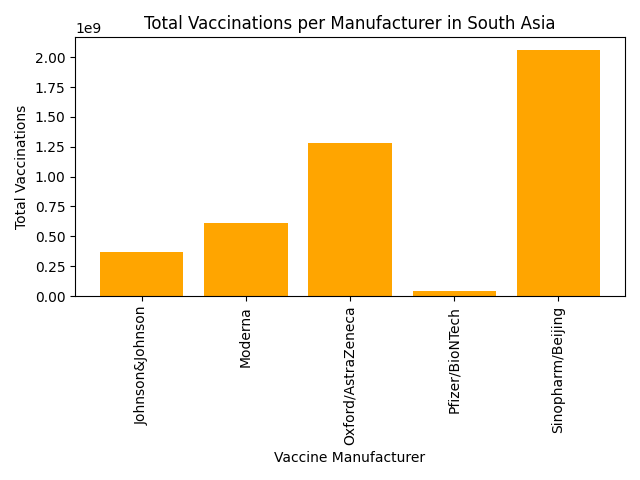 Total Vaccinations per Manufacturer in South Asia
1e9
2.00
1.75
1.50
1.25
1.00
0.75
0.50
0.25
0.00
Total Vaccinations
Johnson&Johnson
Moderna
Oxford/AstraZeneca
Pfizer/BioNTech
Sinopharm/Beijing
Vaccine Manufacturer